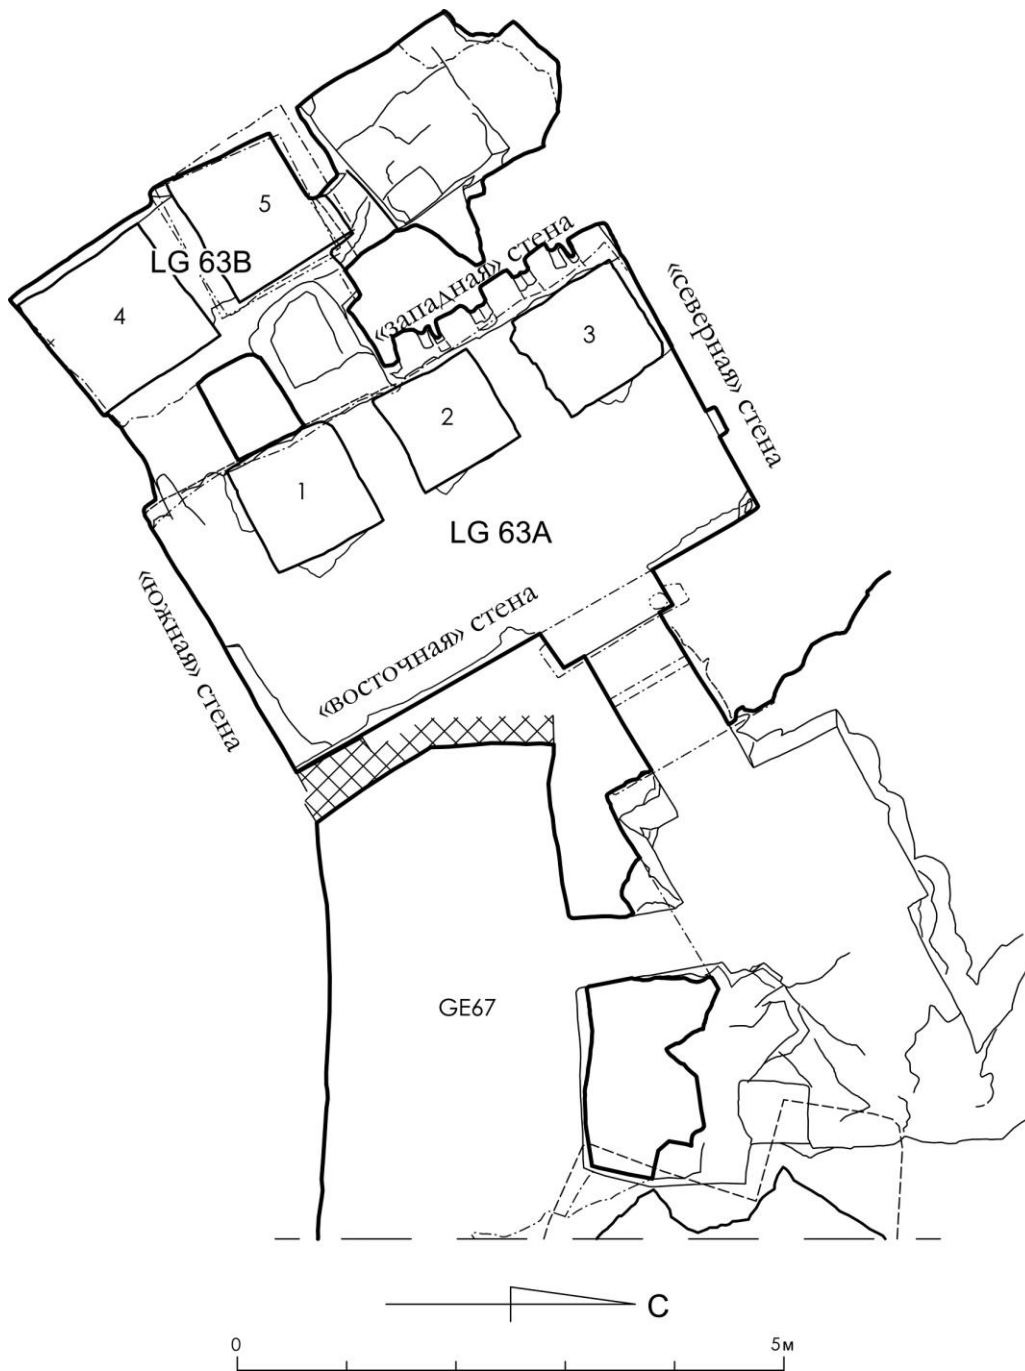 5
LG 63B
4
«западная» стена
3
«северная» стена
2
1
LG 63A
«южная» стена
«восточная» стена
GE67
С
0
5м